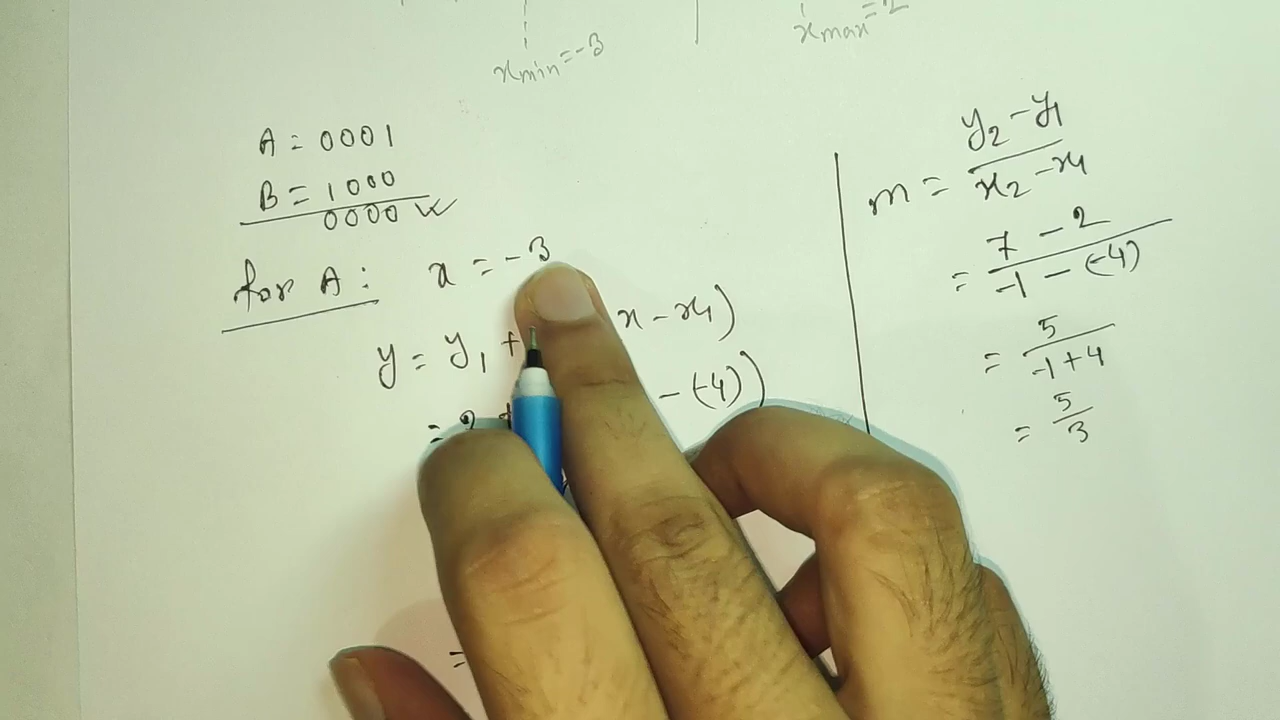 xmin=-3
xmax=2
A = 0001
B = 1000
0000
for A: x = -3
y = y1 + x - x1)
= 2 + - (-4))
=
m = y2 - y1 / x2 - x1
= 7 - 2 / -1 - (-4)
= 5 / -1+4
= 5 / 3